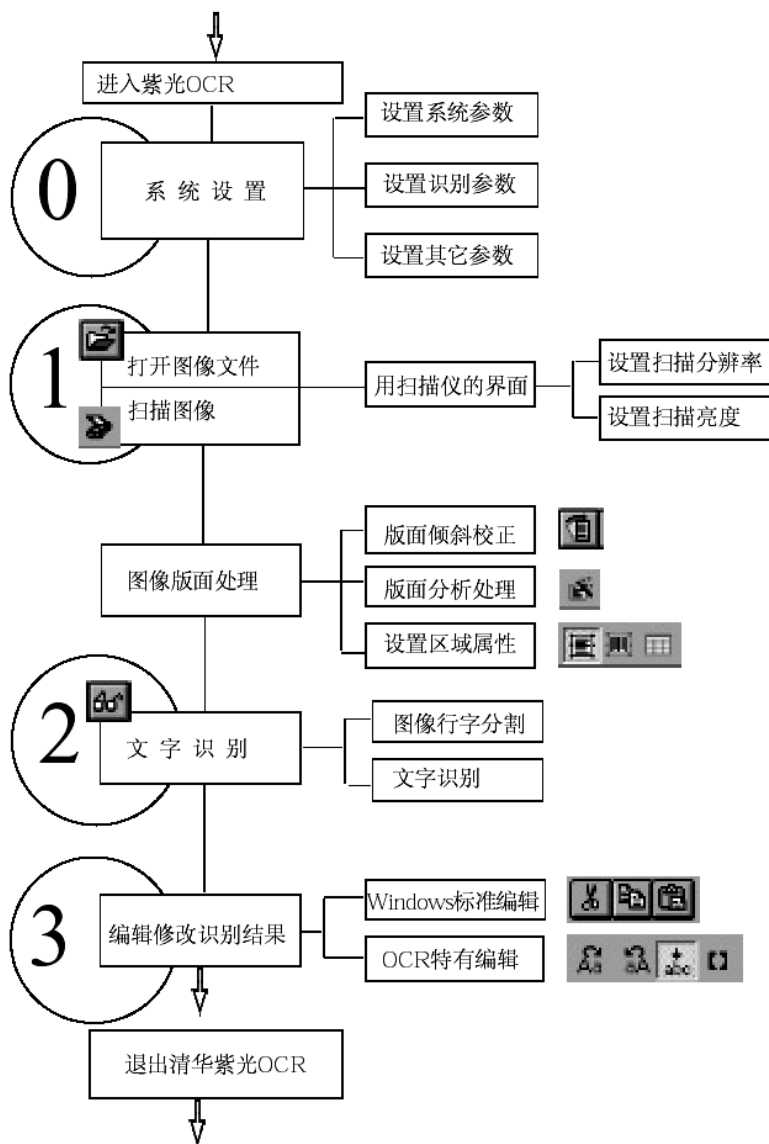 进入紫光OCR
设置系统参数
0
系统设置
设置识别参数
设置其它参数
1
打开图像文件
扫描图像
用扫描仪的界面
设置扫描分辨率
设置扫描亮度
版面倾斜校正
图像版面处理
版面分析处理
设置区域属性
2
文字识别
图像行字分割
文字识别
3
编辑修改识别结果
Windows标准编辑
OCR特有编辑
Aa
aA
abc
退出清华紫光OCR